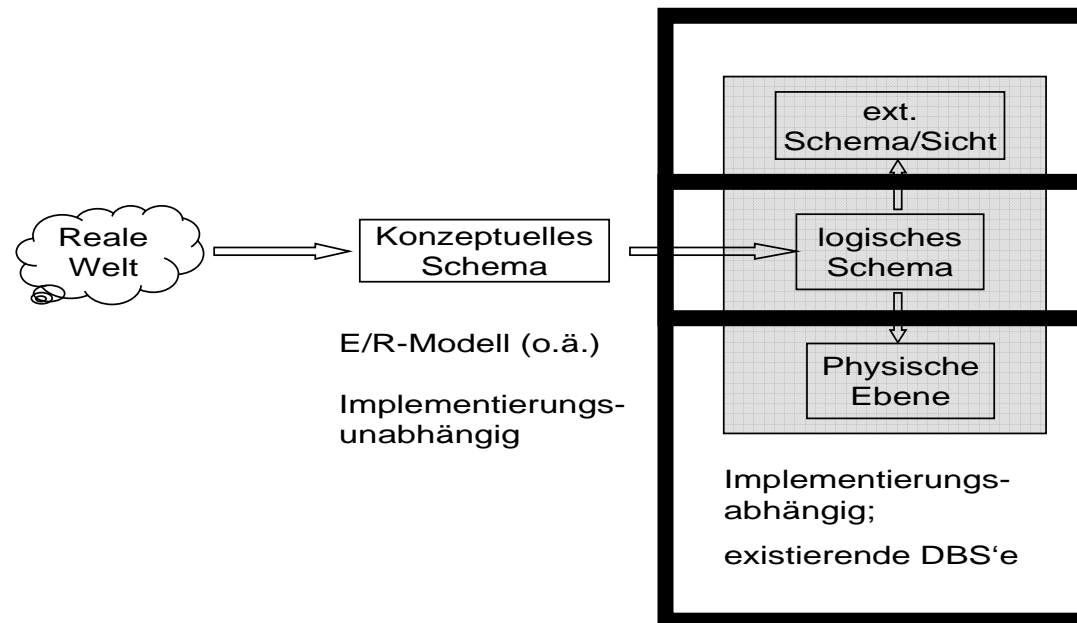 Reale
Welt
Konzeptuelles
Schema
E/R-Modell (o.ä.)
Implementierungs-
unabhängig
ext.
Schema/Sicht
logisches
Schema
Physische
Ebene
Implementierungs-
abhängig;
existierende DBS‘e